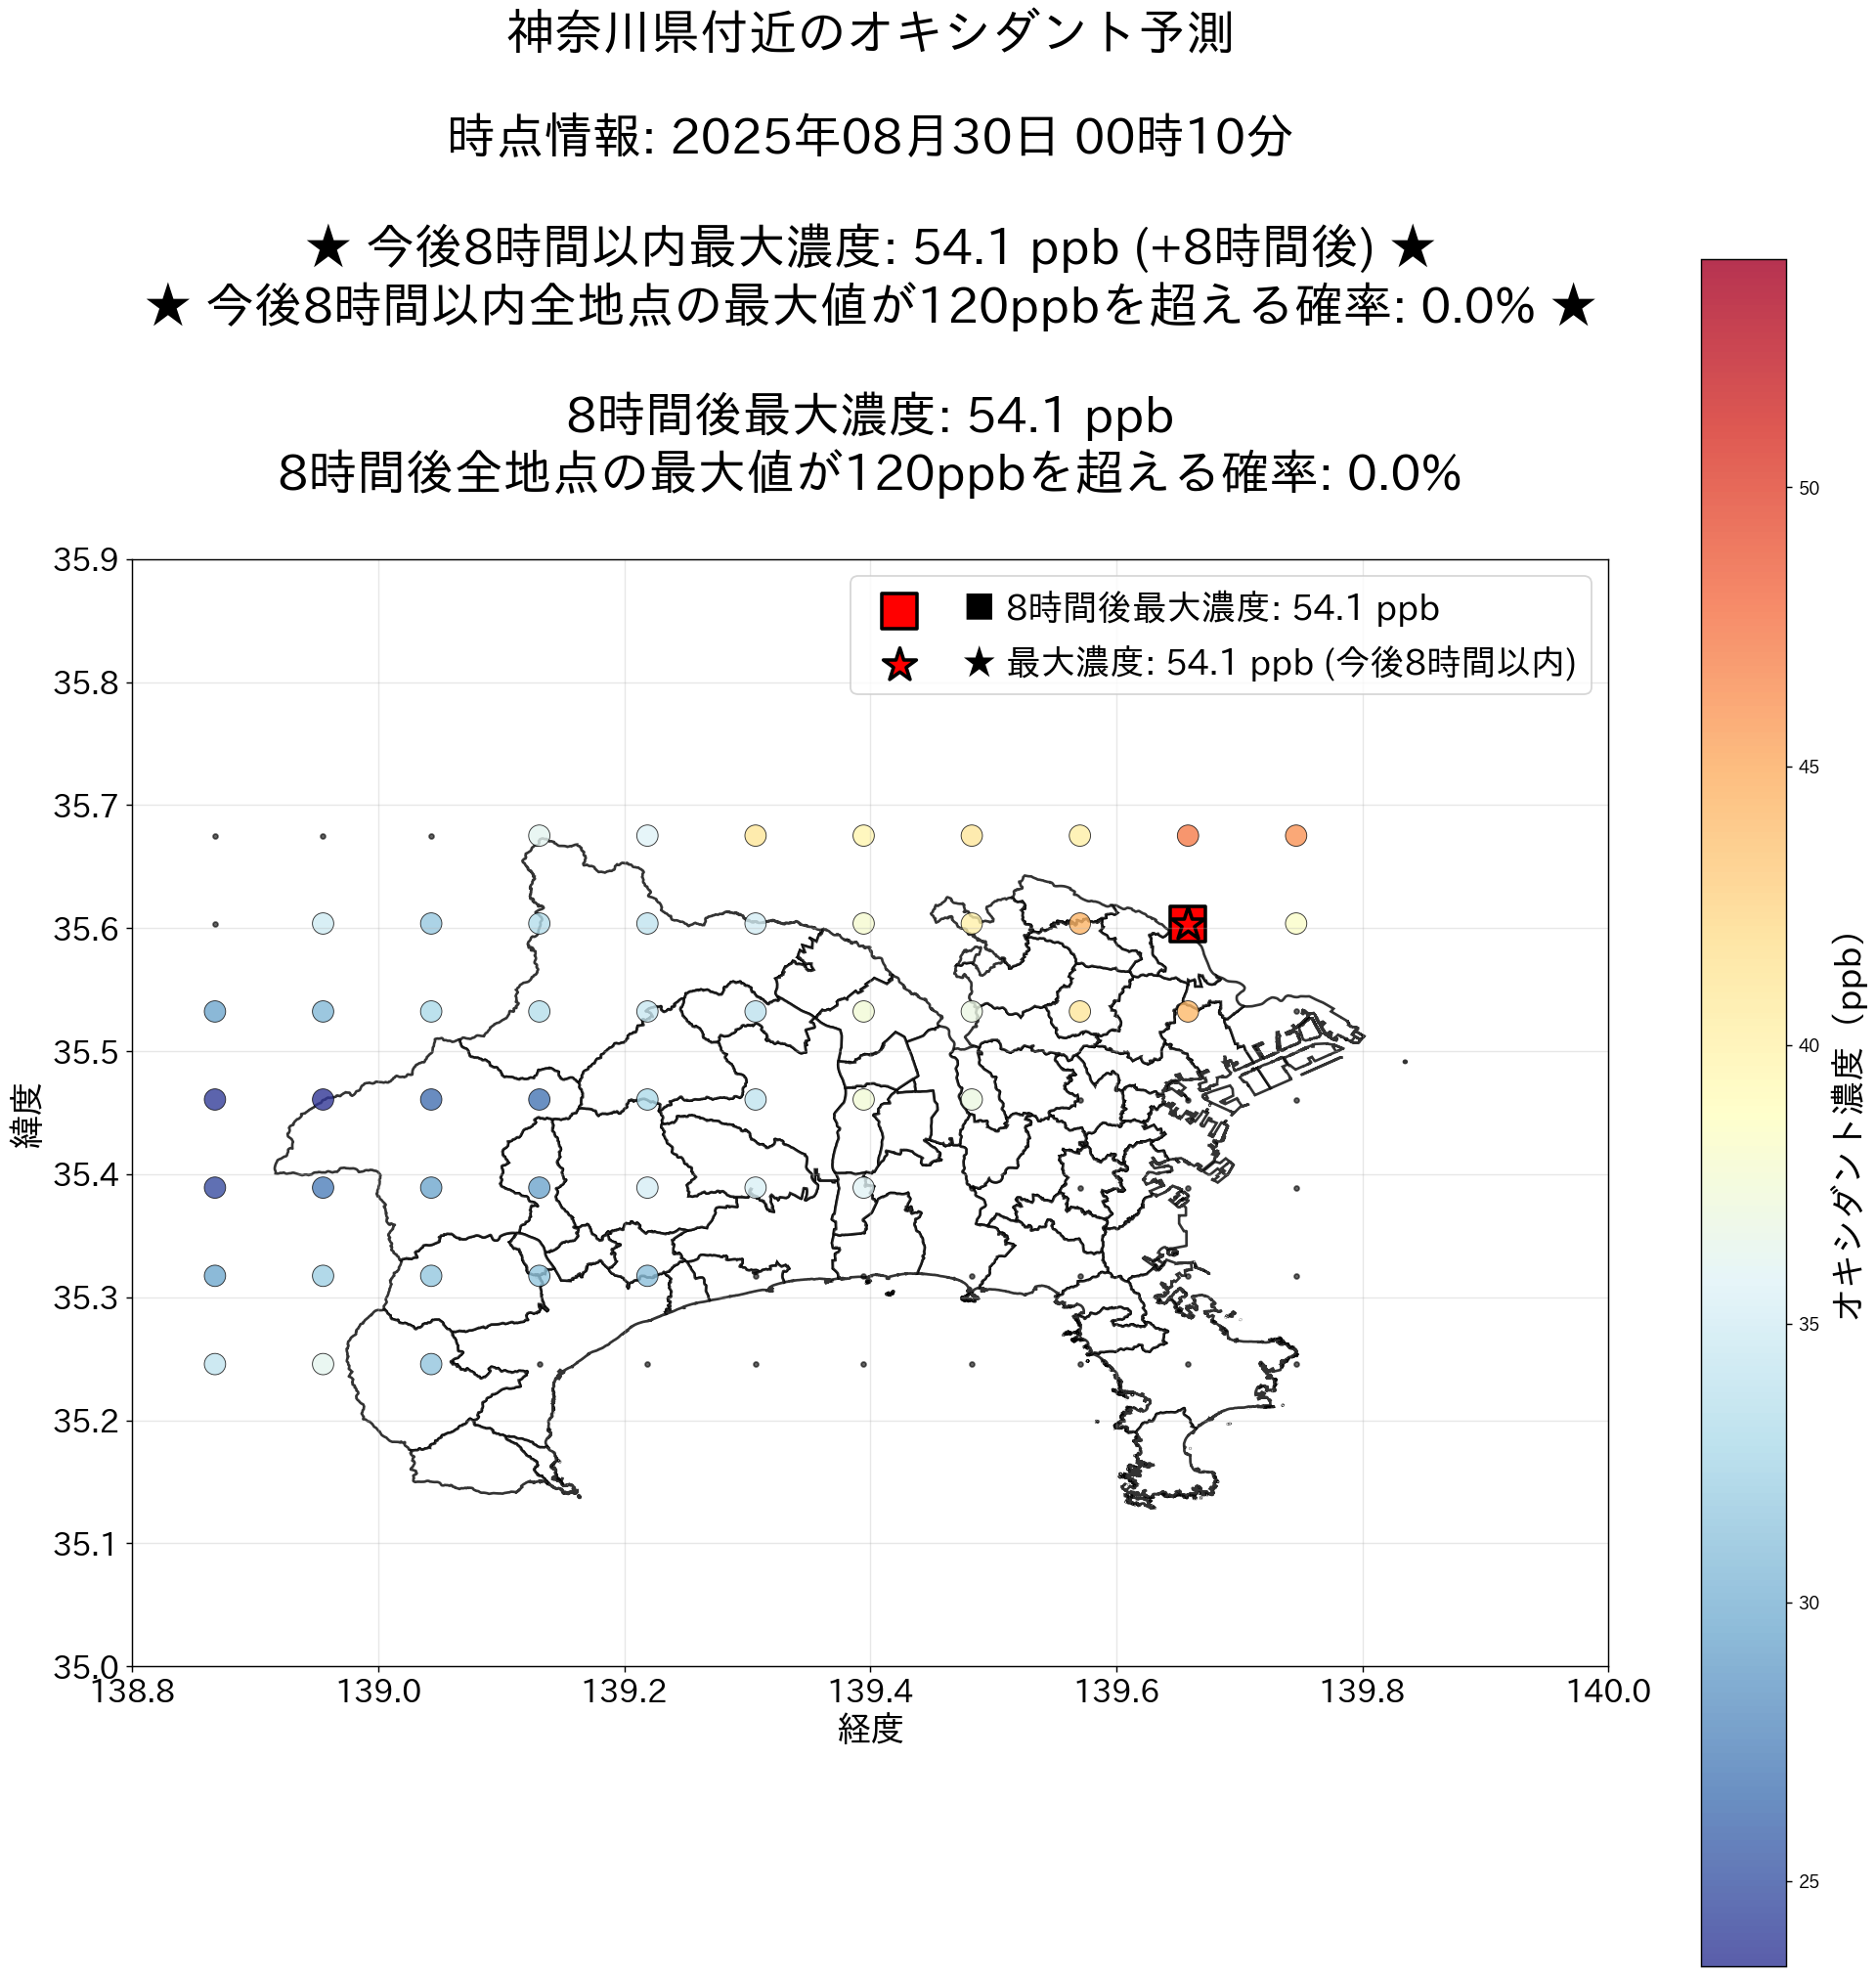 神奈川県付近のオキシダント予測
時点情報: 2025年08月30日 00時10分
★ 今後8時間以内最大濃度: 54.1 ppb (+8時間後) ★
★ 今後8時間以内全地点の最大値が120ppbを超える確率: 0.0% ★
8時間後最大濃度: 54.1 ppb
8時間後全地点の最大値が120ppbを超える確率: 0.0%
■ 8時間後最大濃度: 54.1 ppb
★ 最大濃度: 54.1 ppb (今後8時間以内)
35.9
35.8
35.7
35.6
35.5
35.4
35.3
35.2
35.1
35.0
緯度
138.8 139.0 139.2 139.4 139.6 139.8 140.0
経度
50
45
40
35
30
25
オキシダント濃度（ppb）